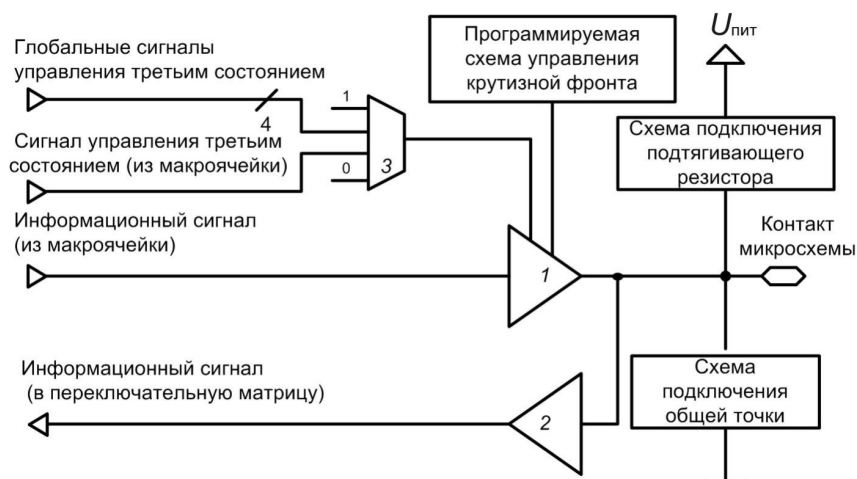 Глобальные сигналы
управления третьим состоянием
4
Сигнал управления третьим
состоянием (из макроячейки)
Информационный сигнал
(из макроячейки)
1
0
3
Программируемая
схема управления
крутизной фронта
Uпит
Схема подключения
подтягивающего
резистора
Контакт
микросхемы
1
Информационный сигнал
(в переключательную матрицу)
2
Схема
подключения
общей точки